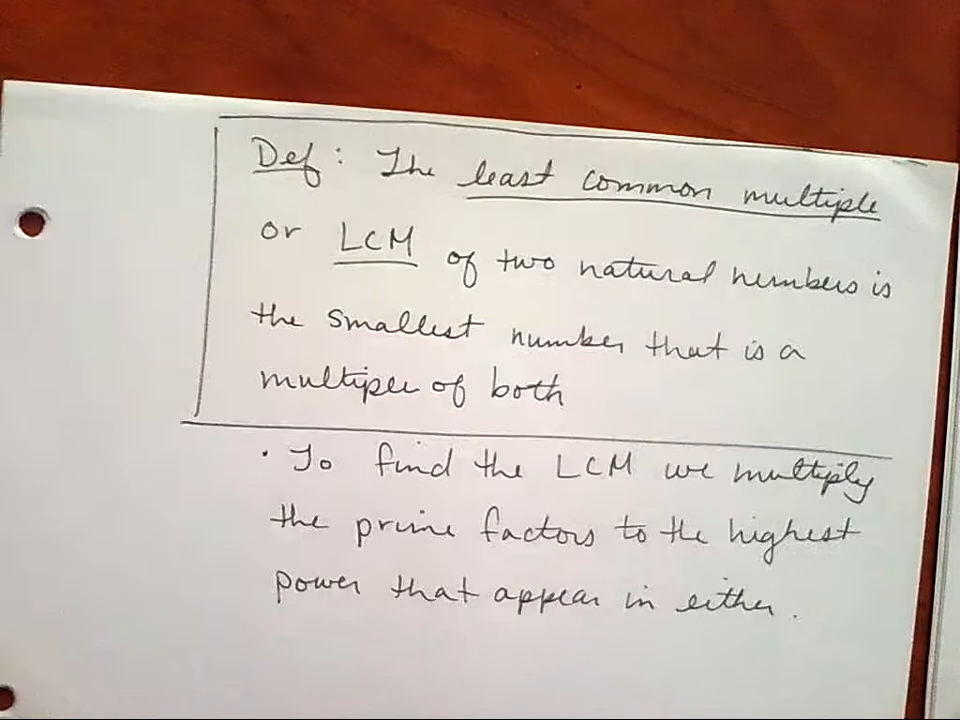 Def: The least common multiple
or LCM of two natural numbers is
the smallest number that is a
multiple of both
• To find the LCM we multiply
the prime factors to the highest
power that appear in either.